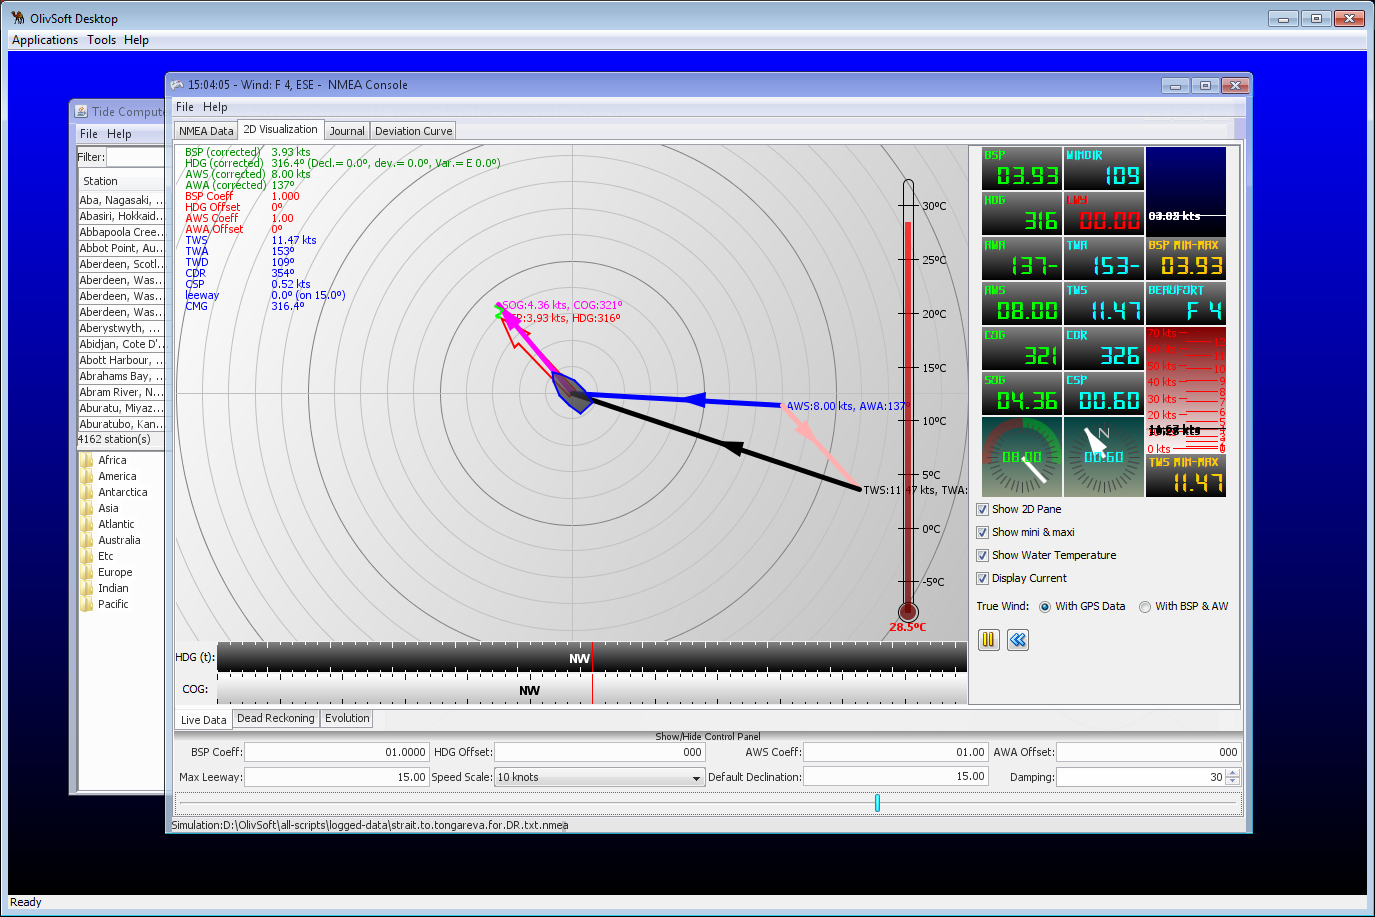 OlivSoft Desktop
Applications Tools Help
15:04:05 - Wind: F 4, ESE - NMEA Console
File Help
NMEA Data 2D Visualization Journal Deviation Curve
Tide Compute
File Help
Filter:
Station
Aba, Nagasaki, ...
Abasiri, Hokkaid...
Abbapoola Cree...
Abbot Point, Au...
Aberdeen, Scotl...
Aberdeen, Was...
Aberdeen, Was...
Aberdeen, Was...
Aberystwyth, ...
Abidjan, Cote D'...
Abott Harbour, ...
Abrahams Bay, ...
Abram River, N...
Aburatu, Miyaz...
Aburatubo, Kan...
4162 station(s)
Africa
America
Antarctica
Asia
Atlantic
Australia
Etc
Europe
Indian
Pacific
BSP (corrected) 3.93 kts
HDG (corrected) 316.4º (Decl.= 0.0º, dev.= 0.0º, Var.= E 0.0º)
AWS (corrected) 8.00 kts
AWA (corrected) 137º
BSP Coeff 1.000
HDG Offset 0º
AWS Coeff 1.00
AWA Offset 0º
TWS 11.47 kts
TWA 153º
TWD 109º
CDR 354º
CSP 0.52 kts
leeway 0.0º (on 15.0º)
CMG 316.4º
SOG:4.36 kts, COG:321º
P:3.93 kts, HDG:316º
AWS:8.00 kts, AWA:137º
TWS:11.47 kts, TWA:
30ºC
25ºC
20ºC
15ºC
10ºC
5ºC
0ºC
-5ºC
28.5ºC
BSP 03.93
WINDIR 109
HDG 316
LWY 00.00
AWA 137-
TWA 153-
BSP MIN-MAX 03.93
AWS 08.00
TWS 11.47
BEAUFORT F 4
COG 321
CDR 326
SOG 04.36
CSP 00.60
70 kts
50 kts
40 kts
30 kts
20 kts
0 kts
08.00
N
00.60
TWS MIN-MAX
11.47
Show 2D Pane
Show mini & maxi
Show Water Temperature
Display Current
True Wind: With GPS Data With BSP & AW
HDG (t): NW
COG: NW
Live Data Dead Reckoning Evolution
Show/Hide Control Panel
BSP Coeff: 01.0000 HDG Offset: 000 AWS Coeff: 01.00 AWA Offset: 000
Max Leeway: 15.00 Speed Scale: 10 knots Default Declination: 15.00 Damping: 30
Simulation:D:\OlivSoft\all-scripts\logged-data\strait.to.tongareva.for.DR.txt.nmea
Ready